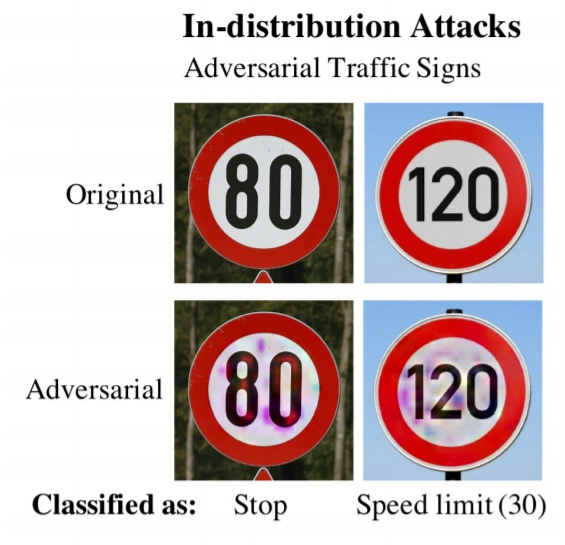 In-distribution Attacks
Adversarial Traffic Signs
Original
80
120
Adversarial
80
120
Classified as: Stop Speed limit (30)